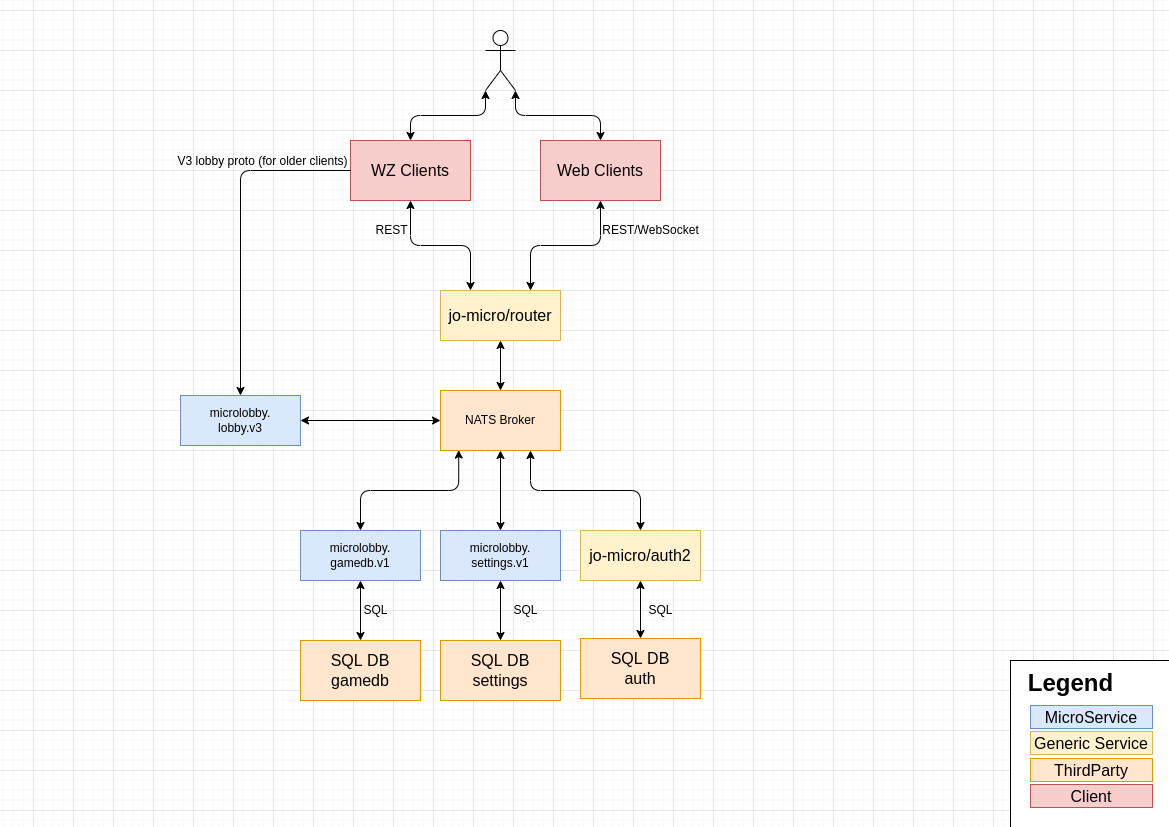 V3 lobby proto (for older clients)
WZ Clients
Web Clients
REST
REST/WebSocket
jo-micro/router
microlobby.
lobby.v3
NATS Broker
microlobby.
gamedb.v1
microlobby.
settings.v1
jo-micro/auth2
SQL
SQL
SQL
SQL DB
gamedb
SQL DB
settings
SQL DB
auth
Legend
MicroService
Generic Service
ThirdParty
Client